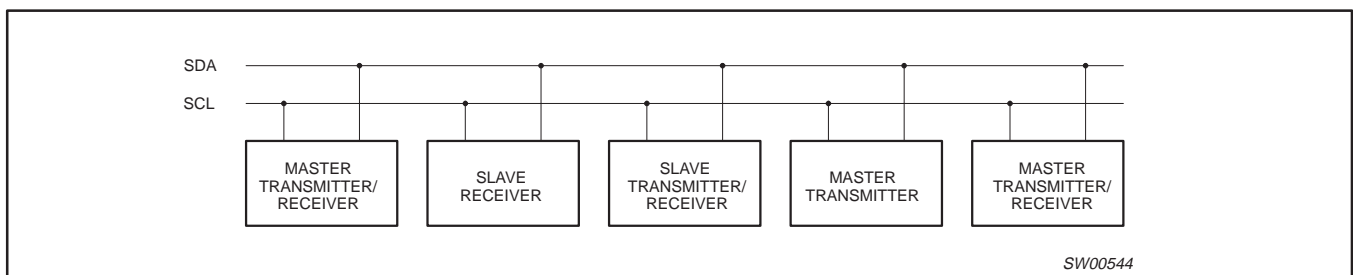 SDA
SCL
MASTER
TRANSMITTER/
RECEIVER
SLAVE
RECEIVER
SLAVE
TRANSMITTER/
RECEIVER
MASTER
TRANSMITTER
MASTER
TRANSMITTER/
RECEIVER
SW00544